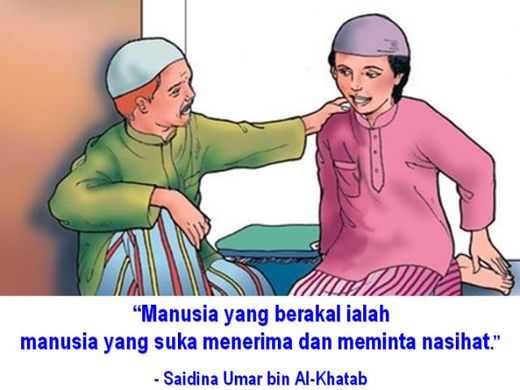 “Manusia yang berakal ialah
manusia yang suka menerima dan meminta nasihat.”
- Saidina Umar bin Al-Khatab